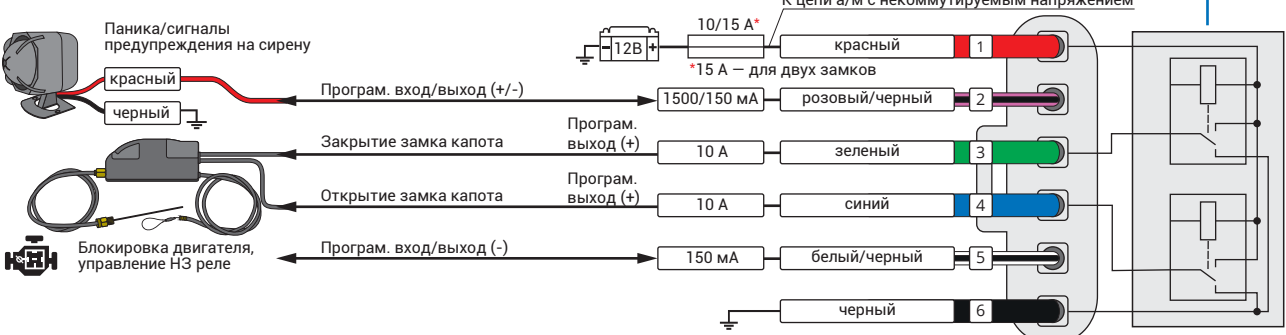 К цепи а/м с некоммутируемым напряжением
Паника/сигналы
предупреждения на сирену
красный
черный
12В
10/15 А*
красный
1
*15 А — для двух замков
Програм. вход/выход (+/-)
1500/150 мА
розовый/черный
2
Закрытие замка капота
Програм.
выход (+)
10 А
зеленый
3
Открытие замка капота
Програм.
выход (+)
10 А
синий
4
Блокировка двигателя,
управление НЗ реле
Програм. вход/выход (-)
150 мА
белый/черный
5
черный
6